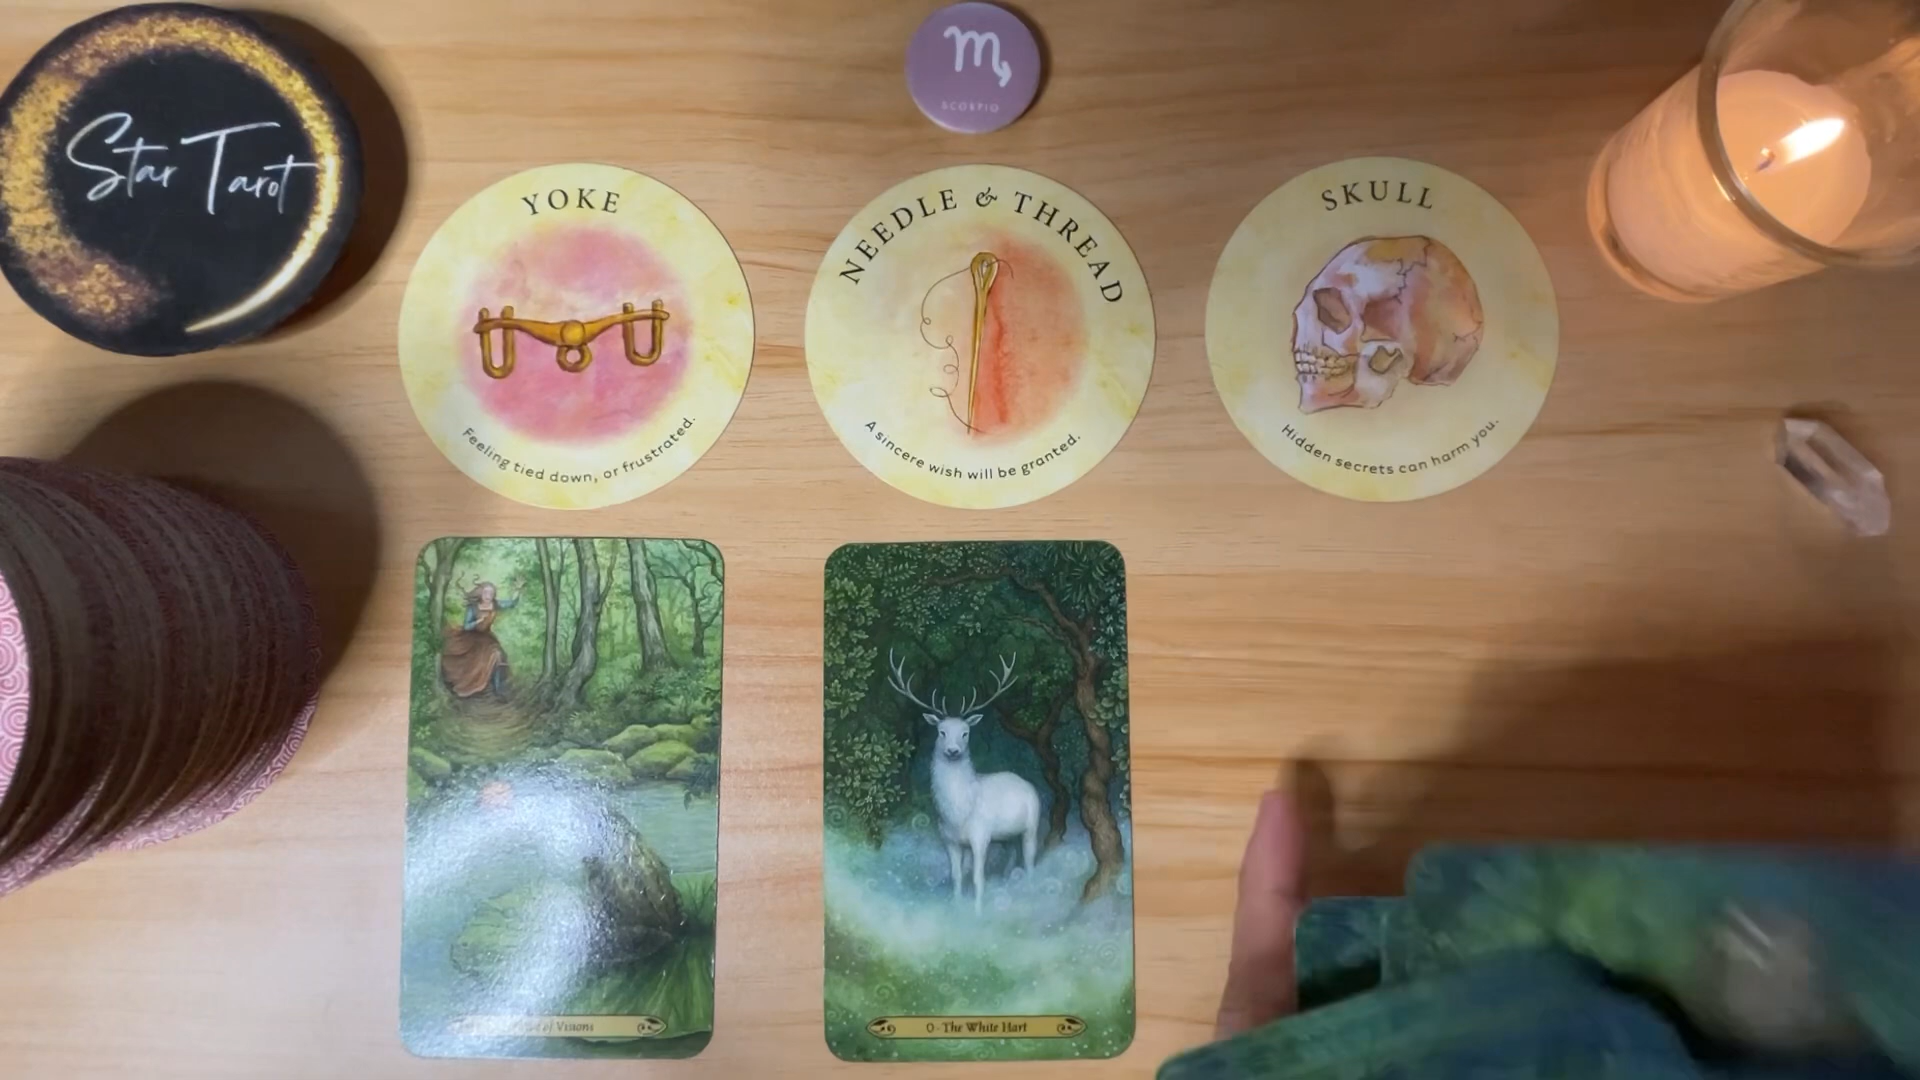 Star Tarot
SCORPIO
YOKE
Feeling tied down, or frustrated.
NEEDLE & THREAD
A sincere wish will be granted.
SKULL
Hidden secrets can harm you.
of Visions
0 - The White Hart